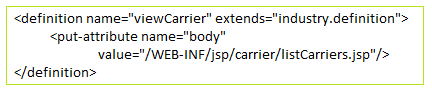 <definition name="viewCarrier" extends="industry.definition">
<put-attribute name="body"
value="/WEB-INF/jsp/carrier/listCarriers.jsp"/>
</definition>